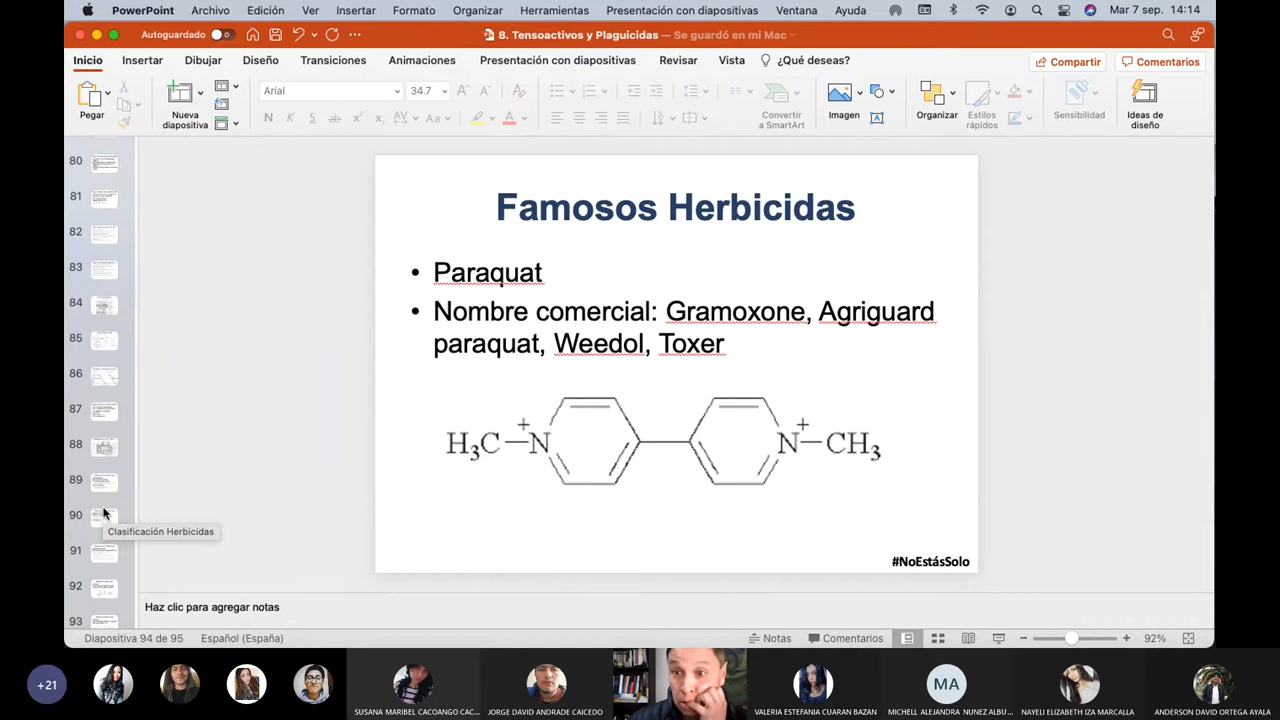 PowerPoint Archivo Edición Ver Insertar Formato Organizar Herramientas Presentación con diapositivas Ventana Ayuda Mar 7 sep. 14:14
Autoguardado 8. Tensoactivos y Plaguicidas — Se guardó en mi Mac
Inicio Insertar Dibujar Diseño Transiciones Animaciones Presentación con diapositivas Revisar Vista ¿Qué deseas? Compartir Comentarios
Pegar
Nueva
diapositiva
Arial 34.7
N K S ab x Aa A
Convertir
a SmartArt
Imagen
Organizar
Estilos
rápidos
Sensibilidad
Ideas de
diseño
80
81
82
83
84
85
86
87
88
89
90
Clasificación Herbicidas
91
92
93
Famosos Herbicidas
• Paraquat
• Nombre comercial: Gramoxone, Agriguard
paraquat, Weedol, Toxer
H3C—N+ N+—CH3
#NoEstásSolo
Haz clic para agregar notas
Diapositiva 94 de 95 Español (España) Notas Comentarios 92%
+21
SUSANA MARIBEL CACOANGO CAC...
JORGE DAVID ANDRADE CAICEDO
VALERIA ESTEFANIA CUARAN BAZAN
MA
MICHELL ALEJANDRA NUNEZ ALBU...
NAYELI ELIZABETH IZA MARCALLA
ANDERSON DAVID ORTEGA AYALA